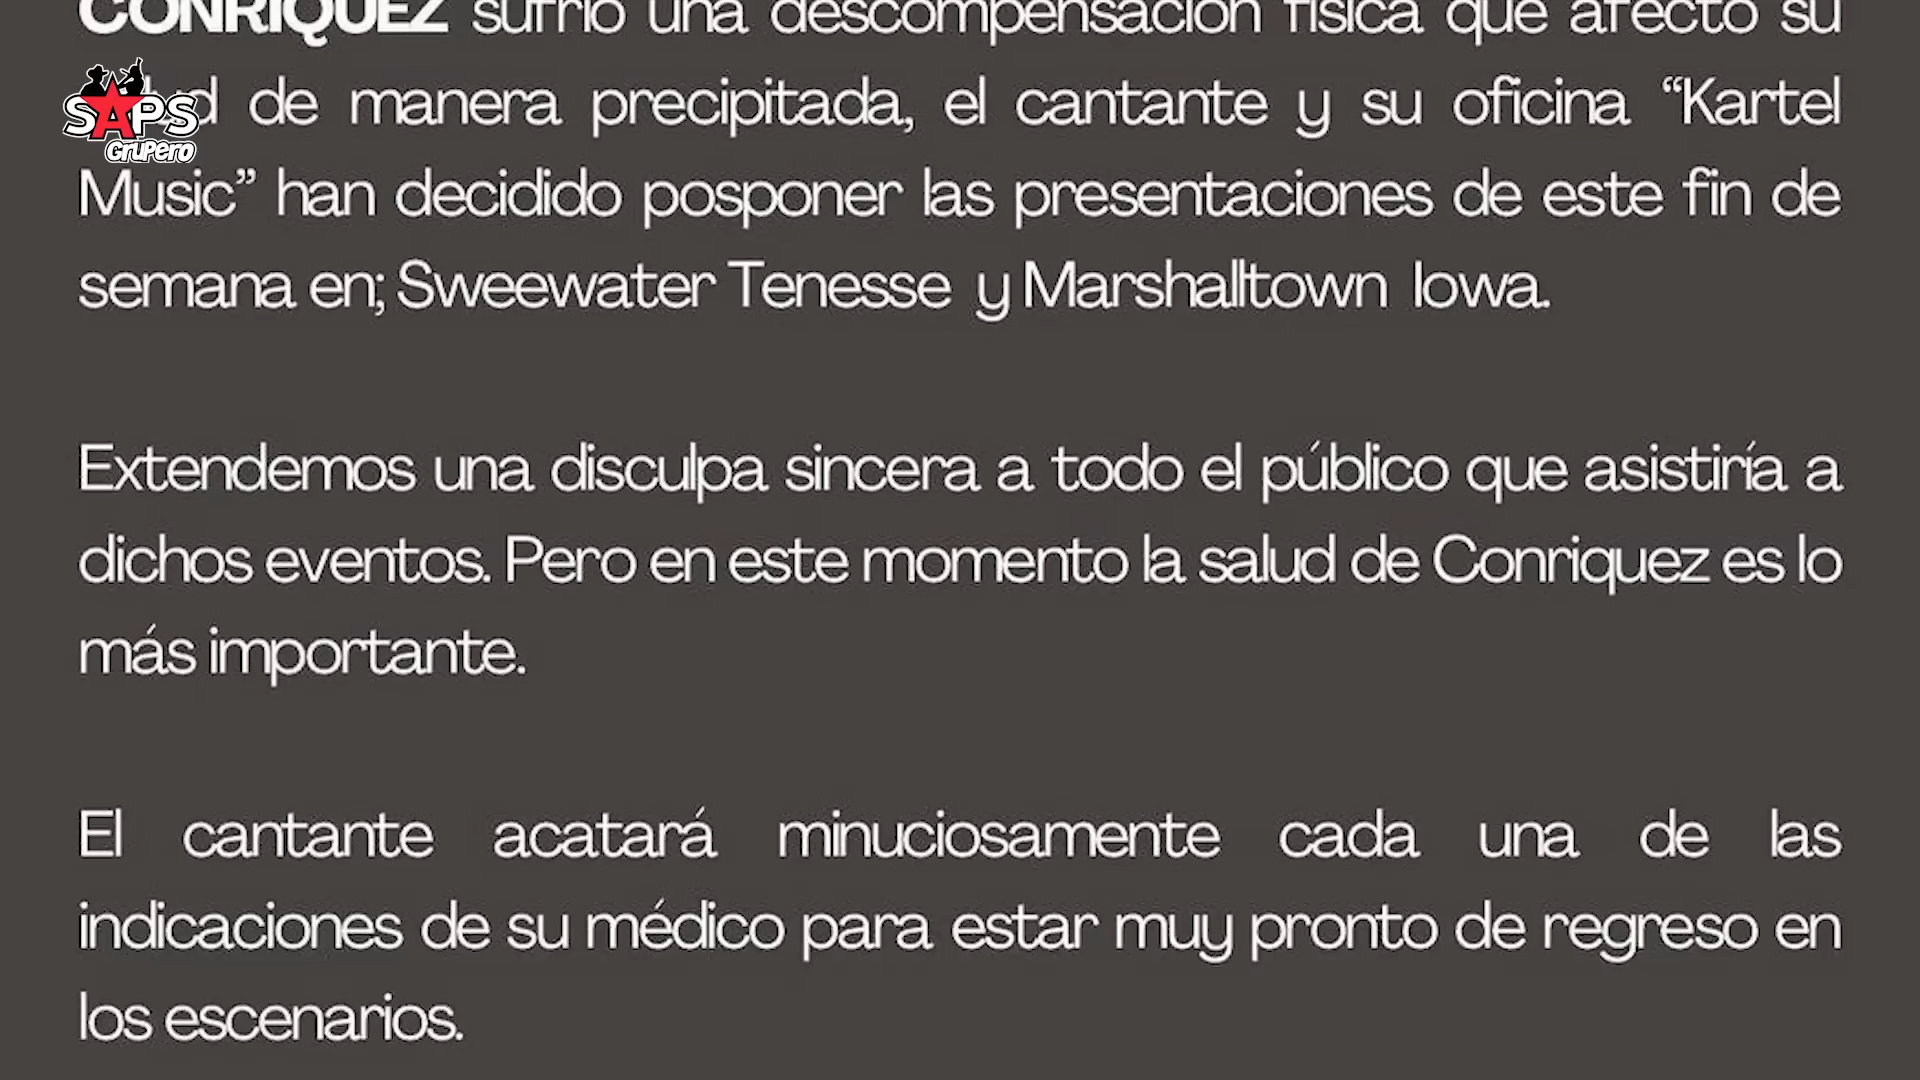 CONRIQUEZ sufrió una descompensación física que afectó su
salud de manera precipitada, el cantante y su oficina “Kartel
Music” han decidido posponer las presentaciones de este fin de
semana en; Sweewater Tenesse y Marshalltown Iowa.
Extendemos una disculpa sincera a todo el público que asistiría a
dichos eventos. Pero en este momento la salud de Conriquez es lo
más importante.
El cantante acatará minuciosamente cada una de las
indicaciones de su médico para estar muy pronto de regreso en
los escenarios.
SAPS
GRUPERO